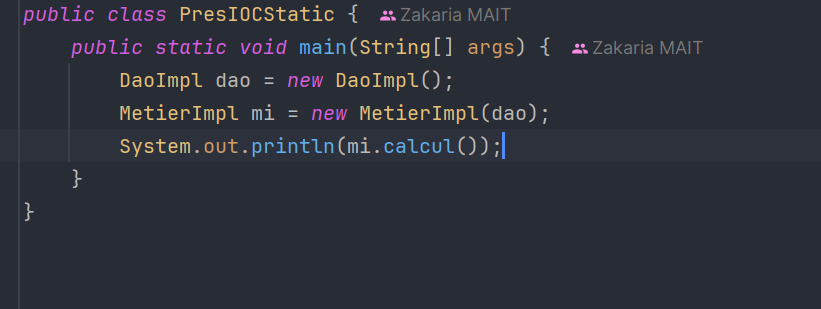 public class PresIOCStatic { Zakaria MAIT
public static void main(String[] args) { Zakaria MAIT
DaoImpl dao = new DaoImpl();
MetierImpl mi = new MetierImpl(dao);
System.out.println(mi.calcul());
}
}